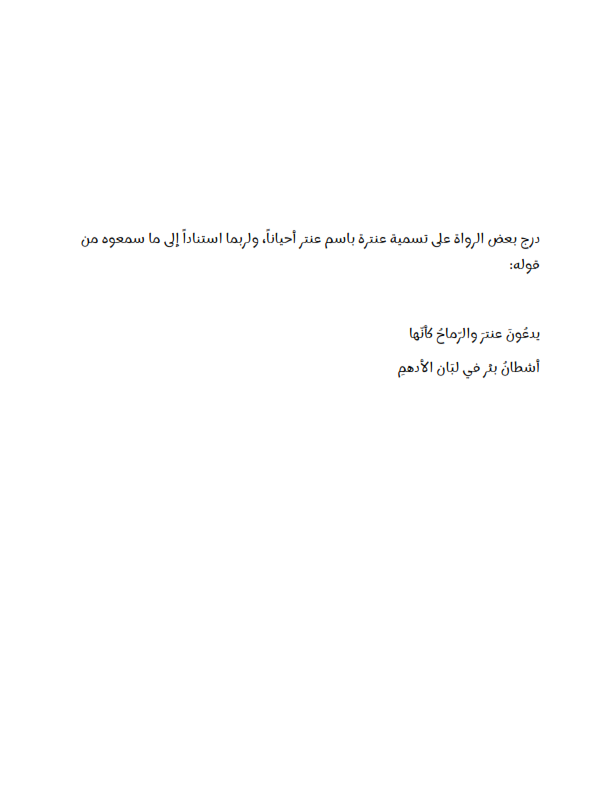 درج بعض الرواة على تسمية عنترة باسم عنتر أحياناً، ولربما استناداً إلى ما سمعوه من
قوله:
يدعُونَ عنترَ والرّماحُ كأنّها
أشطانُ بئر في لبَان الأدهمِ